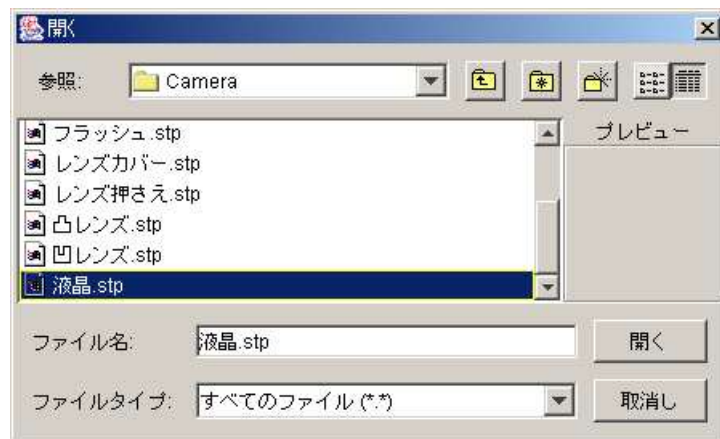 開く
参照: Camera
プレビュー
フラッシュ.stp
レンズカバー.stp
レンズ押さえ.stp
凸レンズ.stp
凹レンズ.stp
液晶.stp
ファイル名: 液晶.stp 開く
ファイルタイプ: すべてのファイル (*.*) 取消し